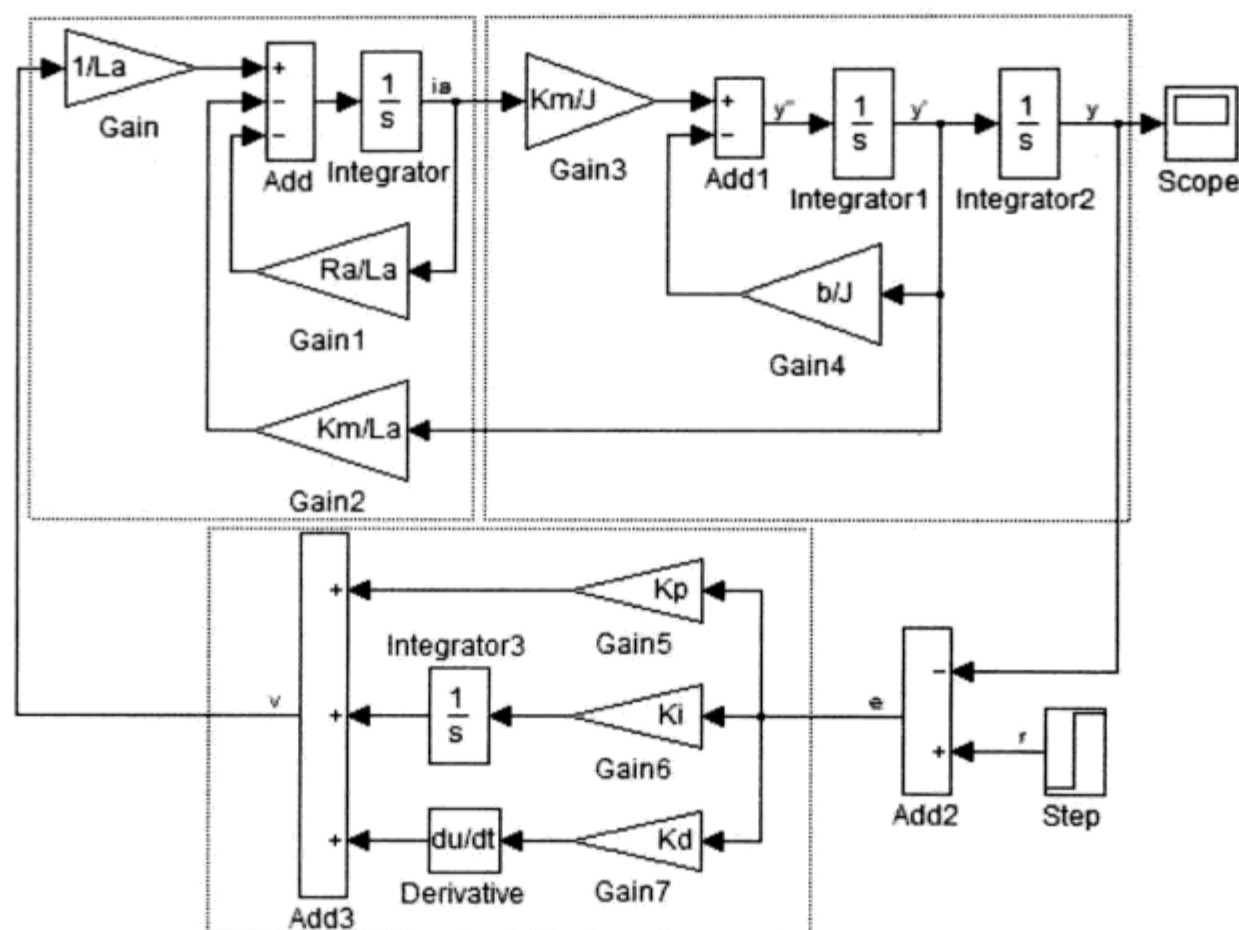 1/La
Gain
+
−
−
Add
1
s
Integrator
ia
Km/J
Gain3
+
−
Add1
y''
1
s
Integrator1
y'
1
s
Integrator2
y
Scope
Ra/La
Gain1
b/J
Gain4
Km/La
Gain2
Kp
Gain5
+
Integrator3
1
s
Ki
Gain6
+
v
du/dt
Derivative
Kd
Gain7
+
Add3
e
−
+
Add2
r
Step